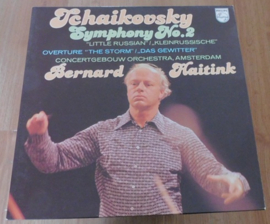 Tchaikovsky
Symphony No.2
"LITTLE RUSSIAN"/„KLEINRUSSISCHE"
OVERTURE "THE STORM"/„DAS GEWITTER"
CONCERTGEBOUW ORCHESTRA, AMSTERDAM
Bernard Haitink